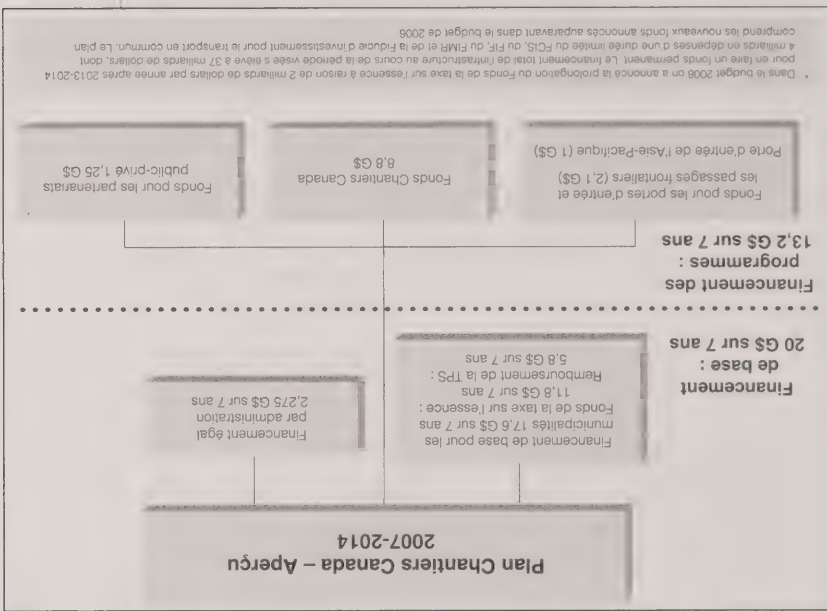 Plan Chantiers Canada – Aperçu
2007-2014
Financement
de base :
20 G$ sur 7 ans
Financement de base pour les
municipalités 17,6 G$ sur 7 ans
Fonds de la taxe sur l'essence :
11,8 G$ sur 7 ans
Remboursement de la TPS :
5,8 G$ sur 7 ans
Financement égal
par administration
2,275 G$ sur 7 ans
Financement des
programmes :
13,2 G$ sur 7 ans
Fonds pour les portes d'entrée et
les passages frontaliers (2,1 G$)
Porte d'entrée de l'Asie-Pacifique (1 G$)
Fonds Chantiers Canada
8,8 G$
Fonds pour les partenariats
public-privé 1,25 G$
* Dans le budget 2008 on a annoncé la prolongation du Fonds de la taxe sur l'essence à raison de 2 milliards de dollars par année après 2013-2014
pour en faire un fonds permanent. Le financement total de l'infrastructure au cours de la période visée s'élève à 37 milliards de dollars, dont
4 milliards en dépenses d'une durée limitée du FCIS, du FIF, du FIMR et de la Fiducie d'investissement pour le transport en commun. Le plan
comprend les nouveaux fonds annoncés auparavant dans le budget de 2006